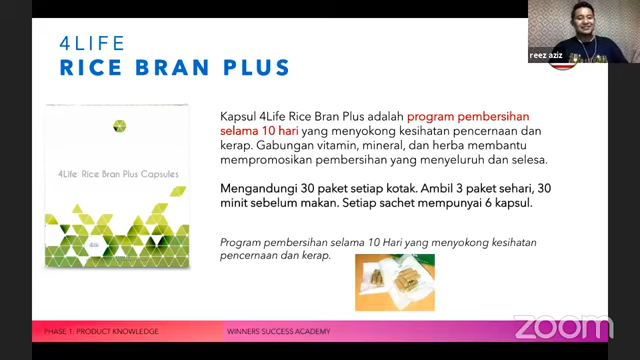 4LIFE
RICE BRAN PLUS
reez aziz
4Life Rice Bran Plus Capsules
4Life
Kapsul 4Life Rice Bran Plus adalah program pembersihan
selama 10 hari yang menyokong kesihatan pencernaan dan
kerap. Gabungan vitamin, mineral, dan herba membantu
mempromosikan pembersihan yang menyeluruh dan selesa.
Mengandungi 30 paket setiap kotak. Ambil 3 paket sehari, 30
minit sebelum makan. Setiap sachet mempunyai 6 kapsul.
Program pembersihan selama 10 Hari yang menyokong kesihatan
pencernaan dan kerap.
PHASE 1: PRODUCT KNOWLEDGE
WINNERS SUCCESS ACADEMY
zoom